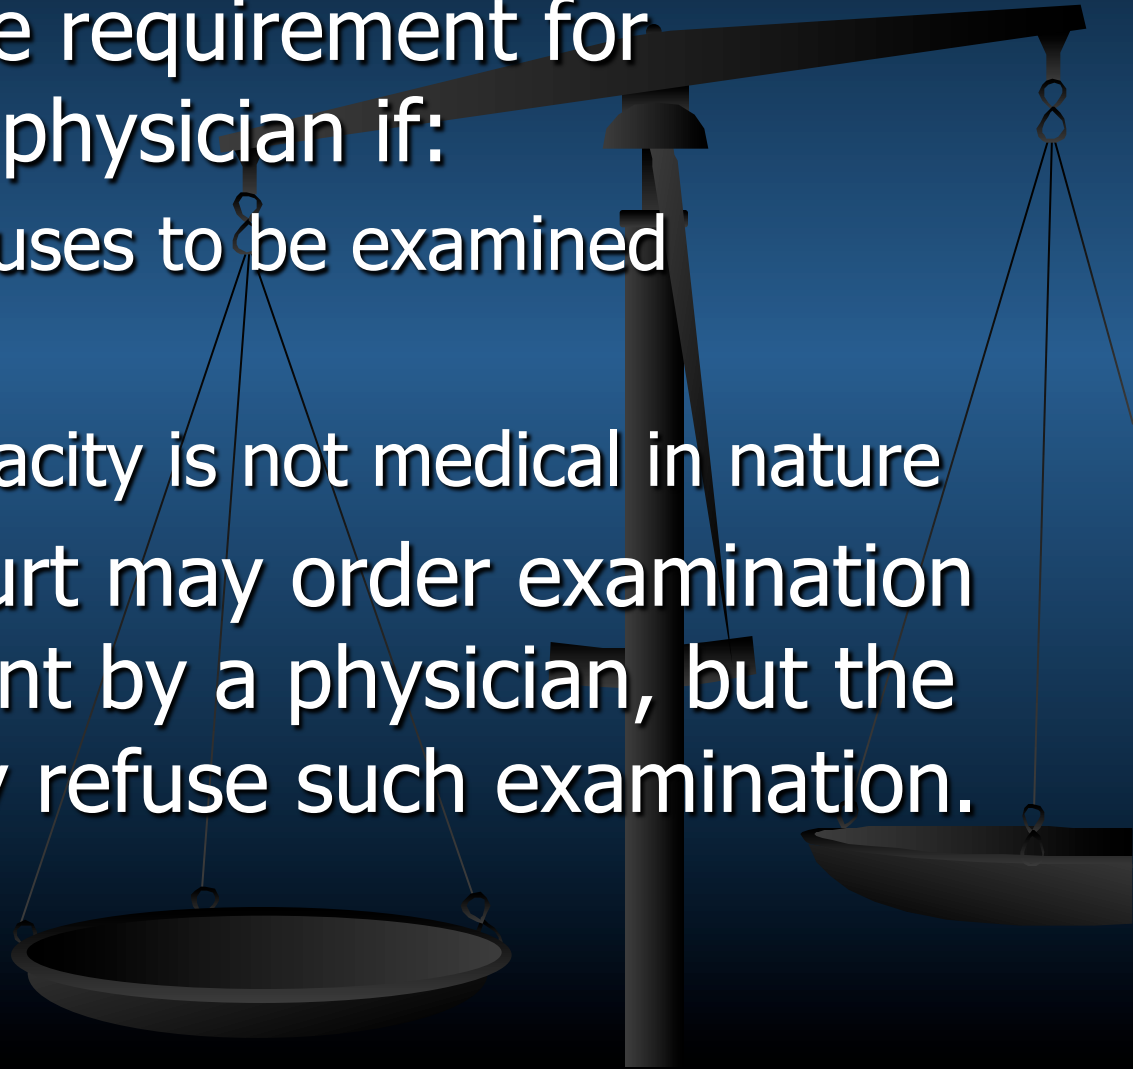 e requirement for
physician if:
uses to be examined
acity is not medical in nature
urt may order examination
nt by a physician, but the
refuse such examination.